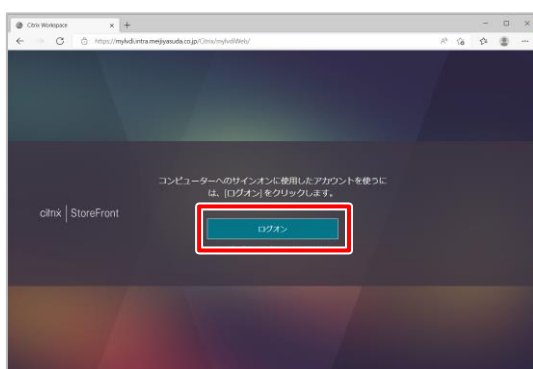 Citrix Workspace
https://mylvdi.intra.meijiyasuda.co.jp/Citrix/mylvdiWeb/
コンピューターへのサインオンに使用したアカウントを使うに
は、[ログオン]をクリックします。
citrix | StoreFront
ログオン